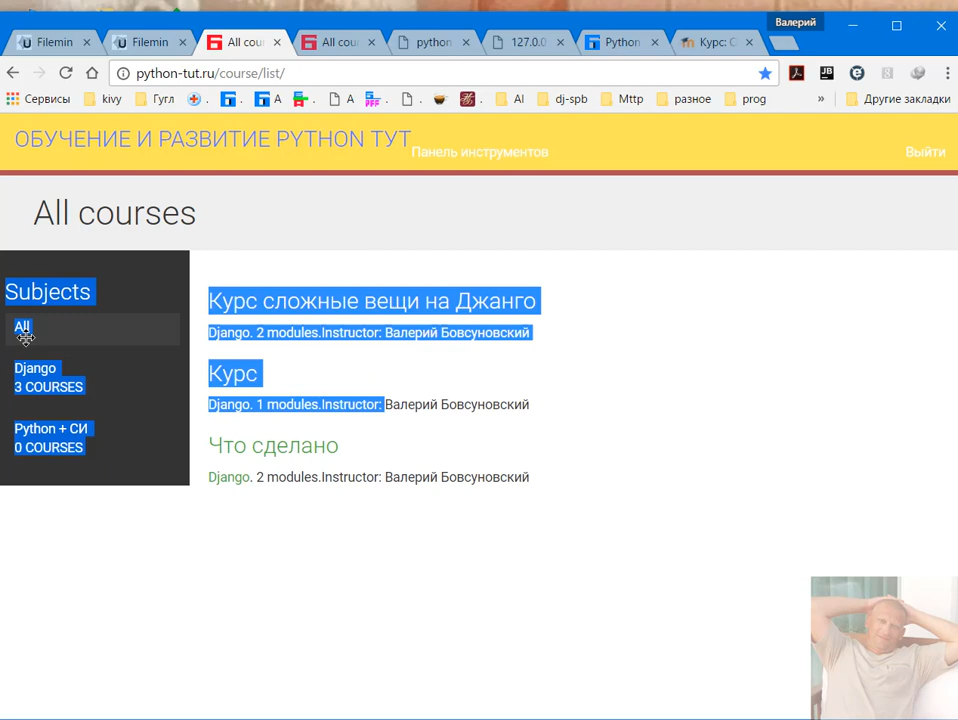 Валерий
Filemin
Filemin
All cou
All cou
python
127.0.0
Python
Курс: С
python-tut.ru/course/list/
Сервисы
kivy
Гугл
А
А
AI
dj-spb
Mttp
разное
prog
»
Другие закладки
ОБУЧЕНИЕ И РАЗВИТИЕ PYTHON ТУТ
Панель инструментов
Выйти
All courses
Subjects
All
Django
3 COURSES
Python + СИ
0 COURSES
Курс сложные вещи на Джанго
Django. 2 modules.Instructor: Валерий Бовсуновский
Курс
Django. 1 modules.Instructor: Валерий Бовсуновский
Что сделано
Django. 2 modules.Instructor: Валерий Бовсуновский